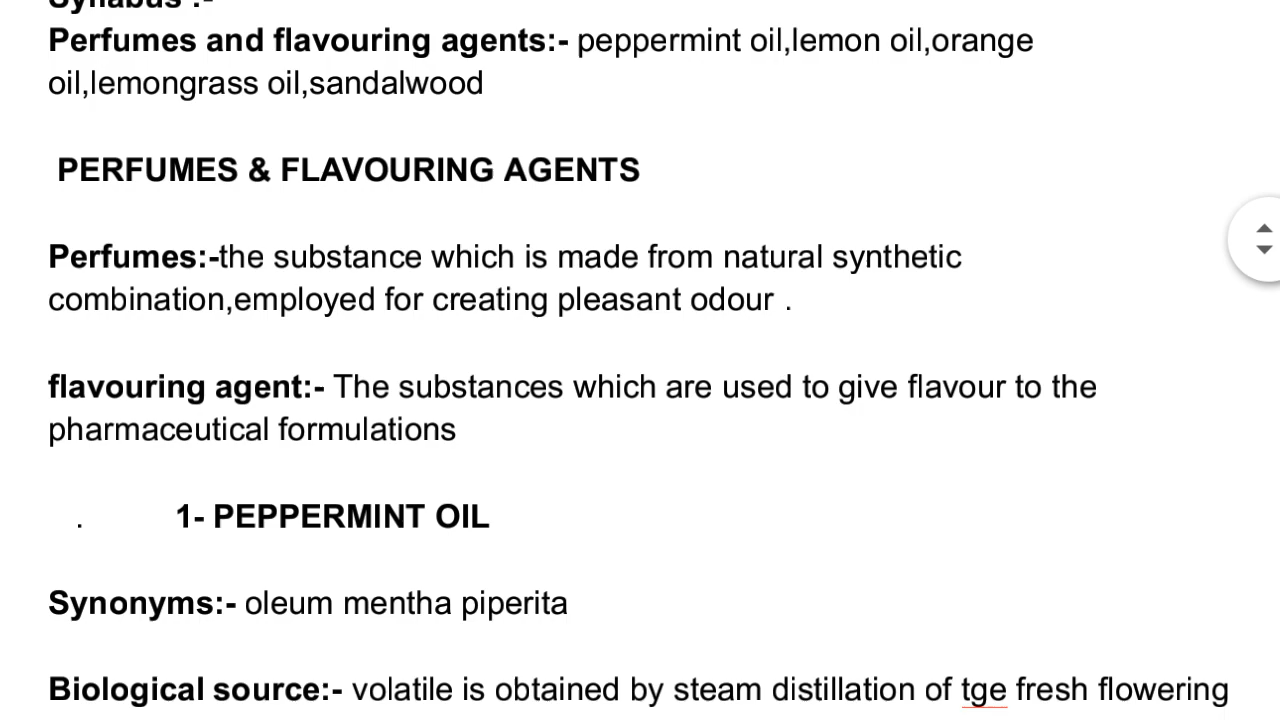 Syllabus :-
Perfumes and flavouring agents:- peppermint oil,lemon oil,orange
oil,lemongrass oil,sandalwood
PERFUMES & FLAVOURING AGENTS
Perfumes:-the substance which is made from natural synthetic
combination,employed for creating pleasant odour .
flavouring agent:- The substances which are used to give flavour to the
pharmaceutical formulations
. 1- PEPPERMINT OIL
Synonyms:- oleum mentha piperita
Biological source:- volatile is obtained by steam distillation of tge fresh flowering